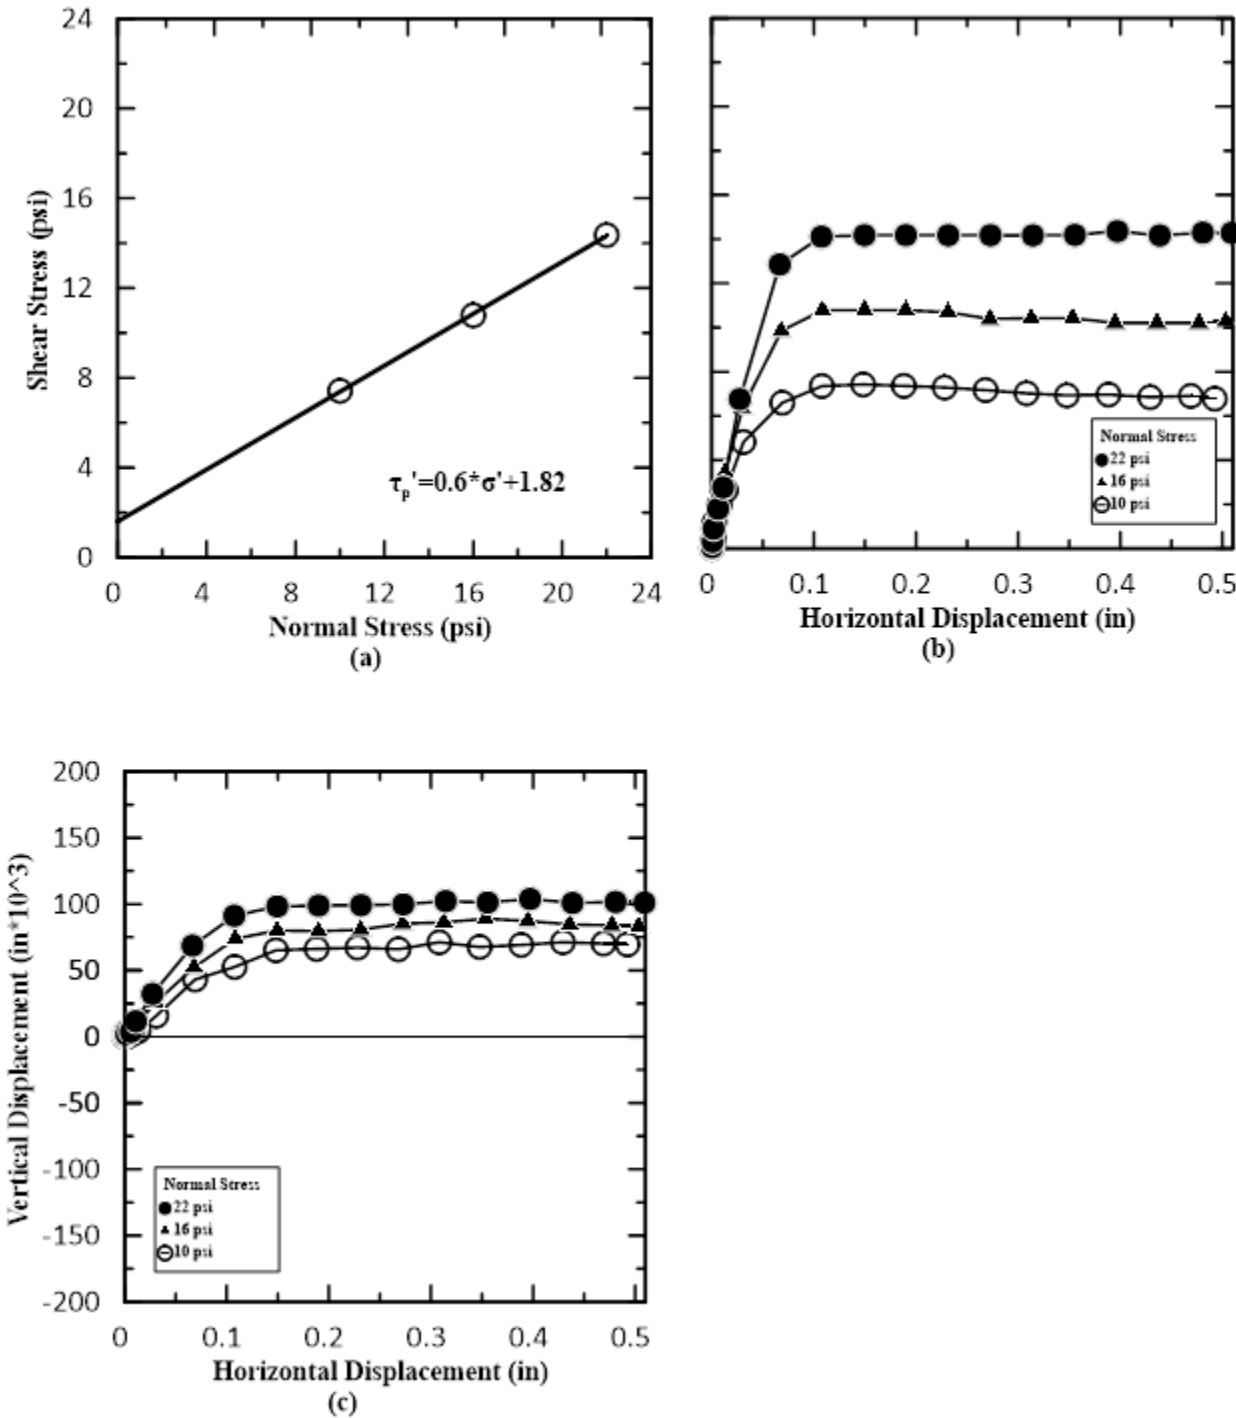 24
20
16
12
8
4
0
Shear Stress (psi)
τp'=0.6*σ'+1.82
0 4 8 12 16 20 24
Normal Stress (psi)
(a)
Normal Stress
22 psi
16 psi
10 psi
0 0.1 0.2 0.3 0.4 0.5
Horizontal Displacement (in)
(b)
200
150
100
50
0
-50
-100
-150
-200
Vertical Displacement (in*10^3)
Normal Stress
22 psi
16 psi
10 psi
0 0.1 0.2 0.3 0.4 0.5
Horizontal Displacement (in)
(c)